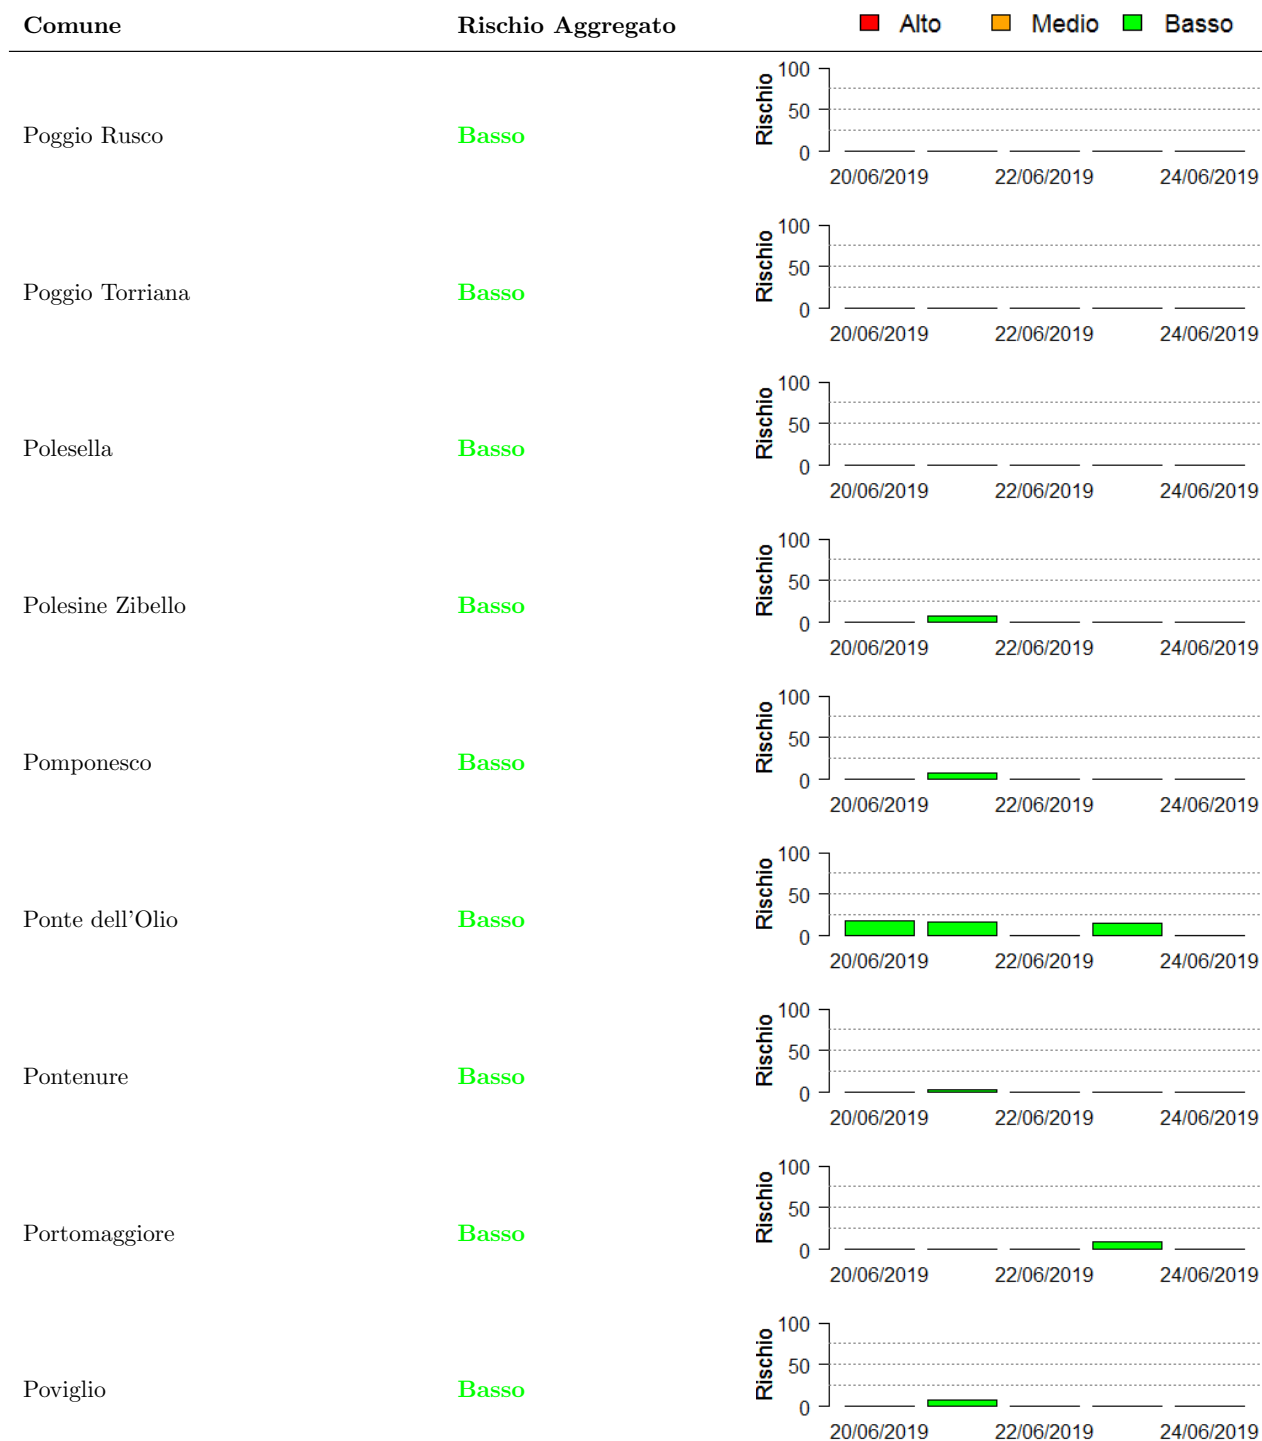 Comune Rischio Aggregato Alto Medio Basso
Poggio Rusco Basso Rischio 100 50 0
20/06/2019 22/06/2019 24/06/2019
Poggio Torriana Basso Rischio 100 50 0
20/06/2019 22/06/2019 24/06/2019
Polesella Basso Rischio 100 50 0
20/06/2019 22/06/2019 24/06/2019
Polesine Zibello Basso Rischio 100 50 0
20/06/2019 22/06/2019 24/06/2019
Pomponesco Basso Rischio 100 50 0
20/06/2019 22/06/2019 24/06/2019
Ponte dell'Olio Basso Rischio 100 50 0
20/06/2019 22/06/2019 24/06/2019
Pontenure Basso Rischio 100 50 0
20/06/2019 22/06/2019 24/06/2019
Portomaggiore Basso Rischio 100 50 0
20/06/2019 22/06/2019 24/06/2019
Poviglio Basso Rischio 100 50 0
20/06/2019 22/06/2019 24/06/2019